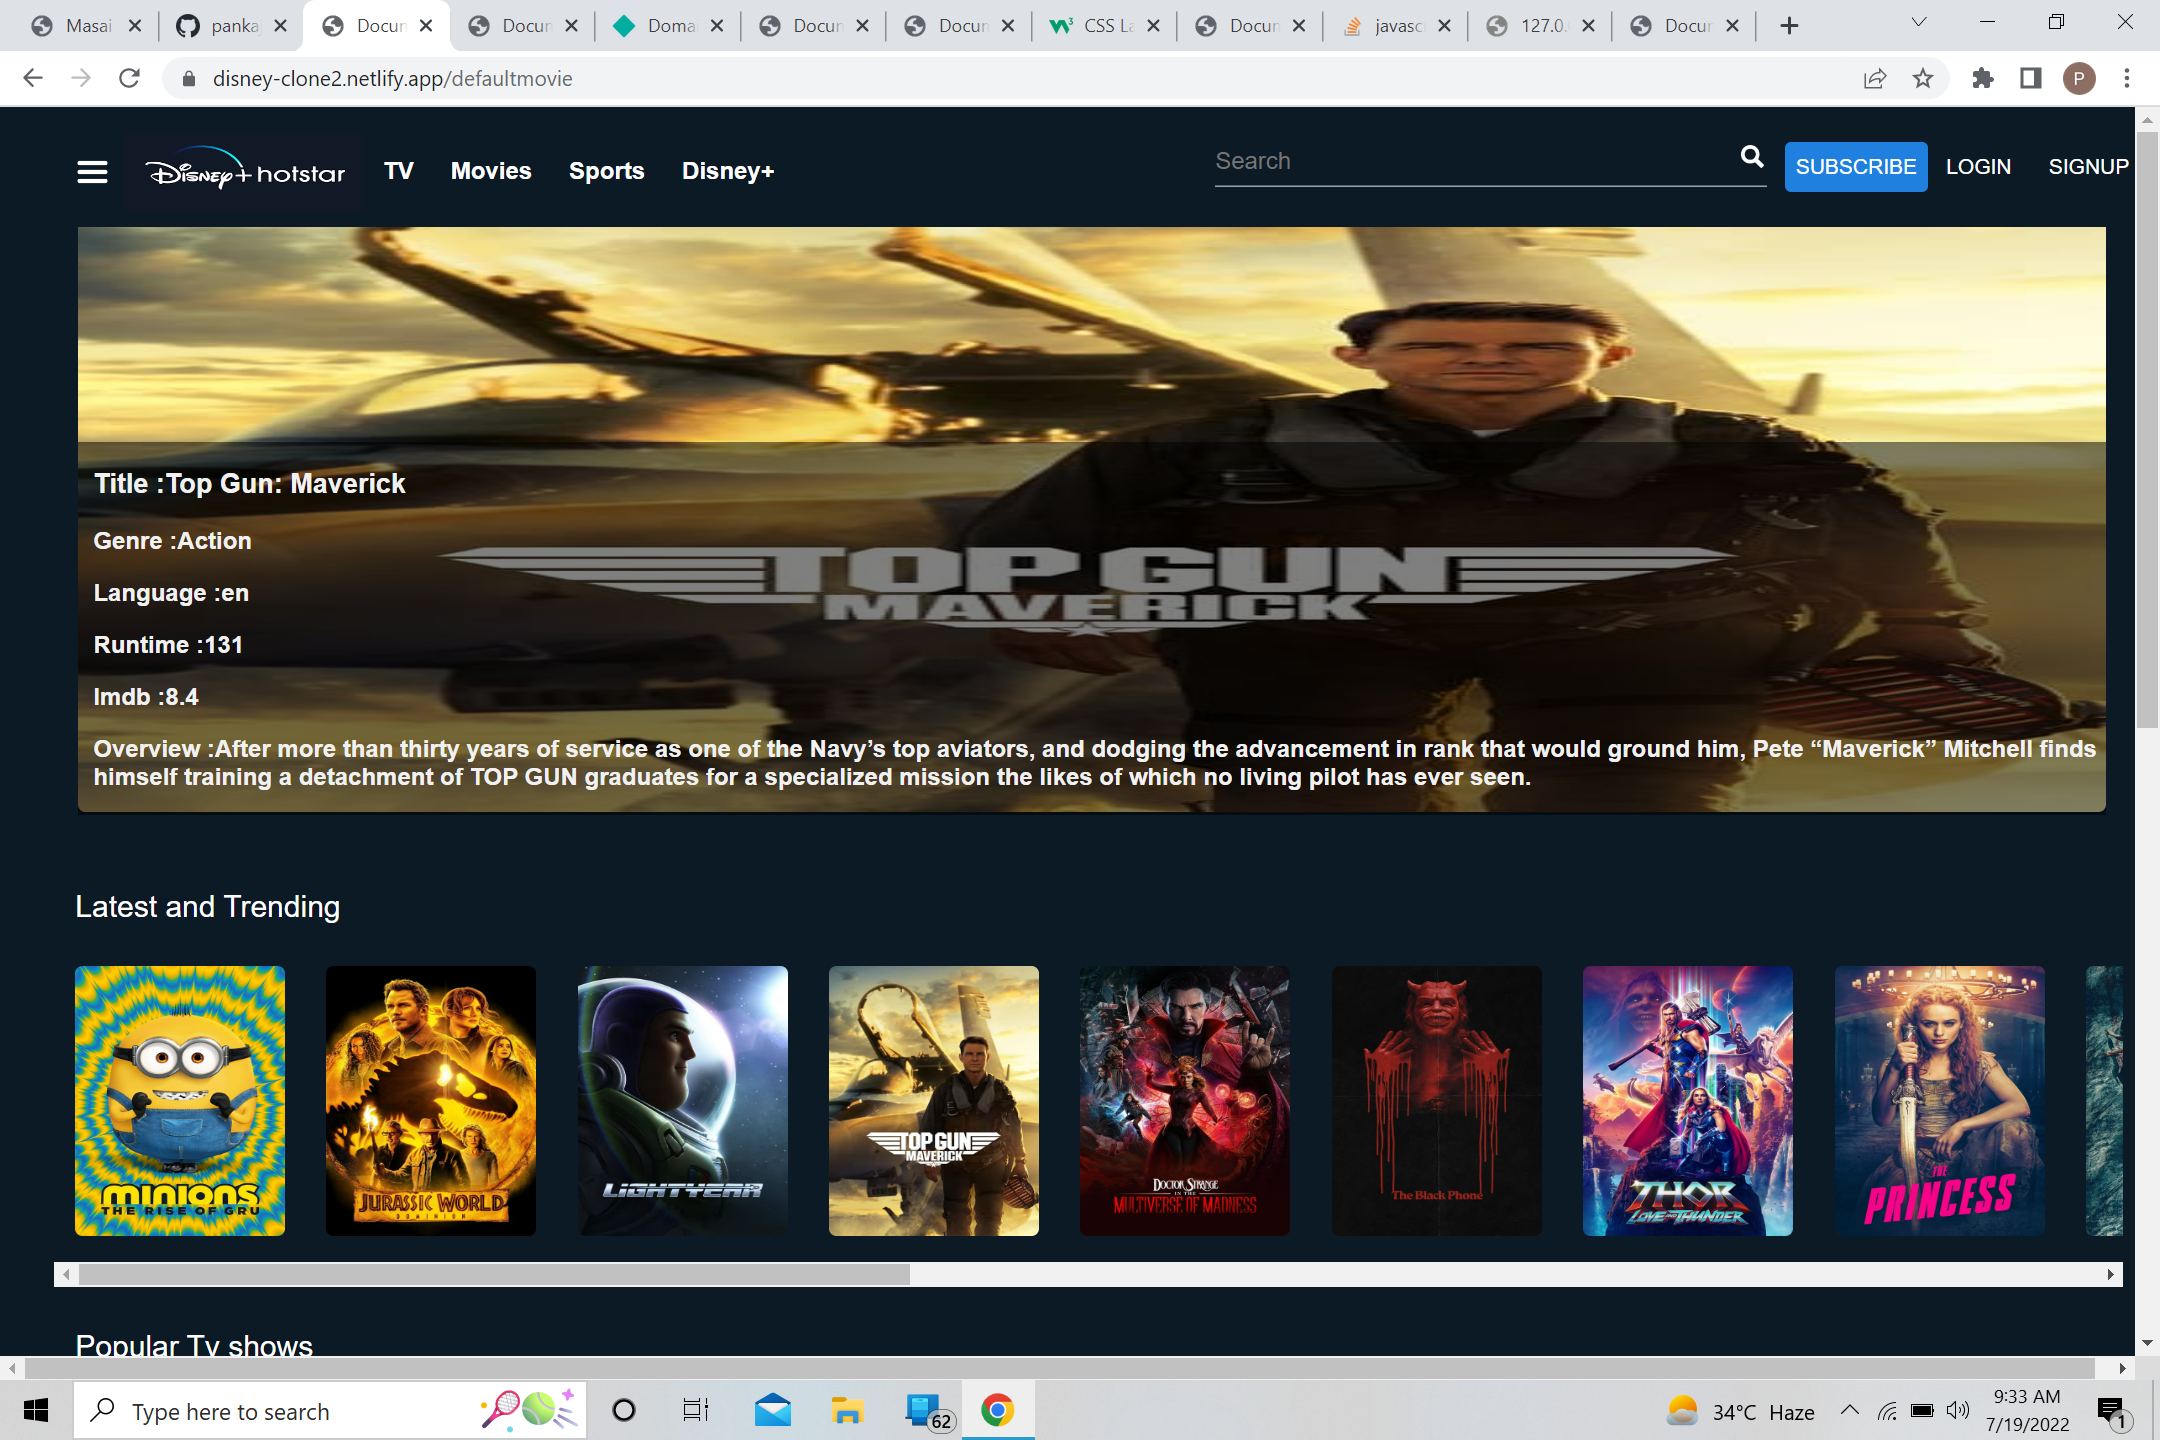 Masai
panka
Docum
Docum
Doma
Docum
Docum
CSS La
Docum
javasc
127.0.
Docum
disney-clone2.netlify.app/defaultmovie
P
Disney+ hotstar
TV
Movies
Sports
Disney+
Search
SUBSCRIBE
LOGIN
SIGNUP
Title :Top Gun: Maverick
Genre :Action
TOP GUN
MAVERICK
Language :en
Runtime :131
Imdb :8.4
Overview :After more than thirty years of service as one of the Navy’s top aviators, and dodging the advancement in rank that would ground him, Pete “Maverick” Mitchell finds
himself training a detachment of TOP GUN graduates for a specialized mission the likes of which no living pilot has ever seen.
Latest and Trending
MINIONS
THE RISE OF GRU
JURASSIC WORLD
DOMINION
LIGHTYEAR
TOP GUN
MAVERICK
DOCTOR STRANGE
IN THE
MULTIVERSE OF MADNESS
The Black Phone
THOR
LOVE AND THUNDER
THE
PRINCESS
Popular Tv shows
Type here to search
62
34°C Haze
9:33 AM
7/19/2022
1